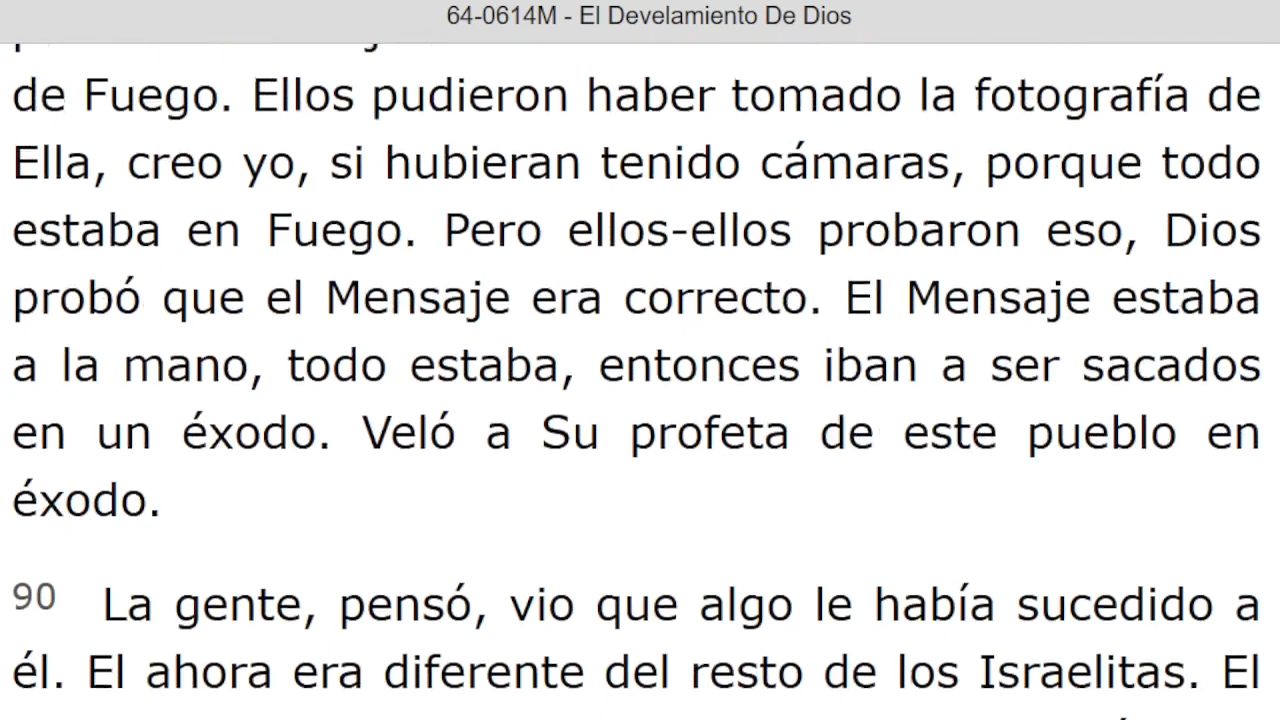 64-0614M - El Develamiento De Dios
de Fuego. Ellos pudieron haber tomado la fotografía de
Ella, creo yo, si hubieran tenido cámaras, porque todo
estaba en Fuego. Pero ellos-ellos probaron eso, Dios
probó que el Mensaje era correcto. El Mensaje estaba
a la mano, todo estaba, entonces iban a ser sacados
en un éxodo. Veló a Su profeta de este pueblo en
éxodo.
90 La gente, pensó, vio que algo le había sucedido a
él. El ahora era diferente del resto de los Israelitas. El